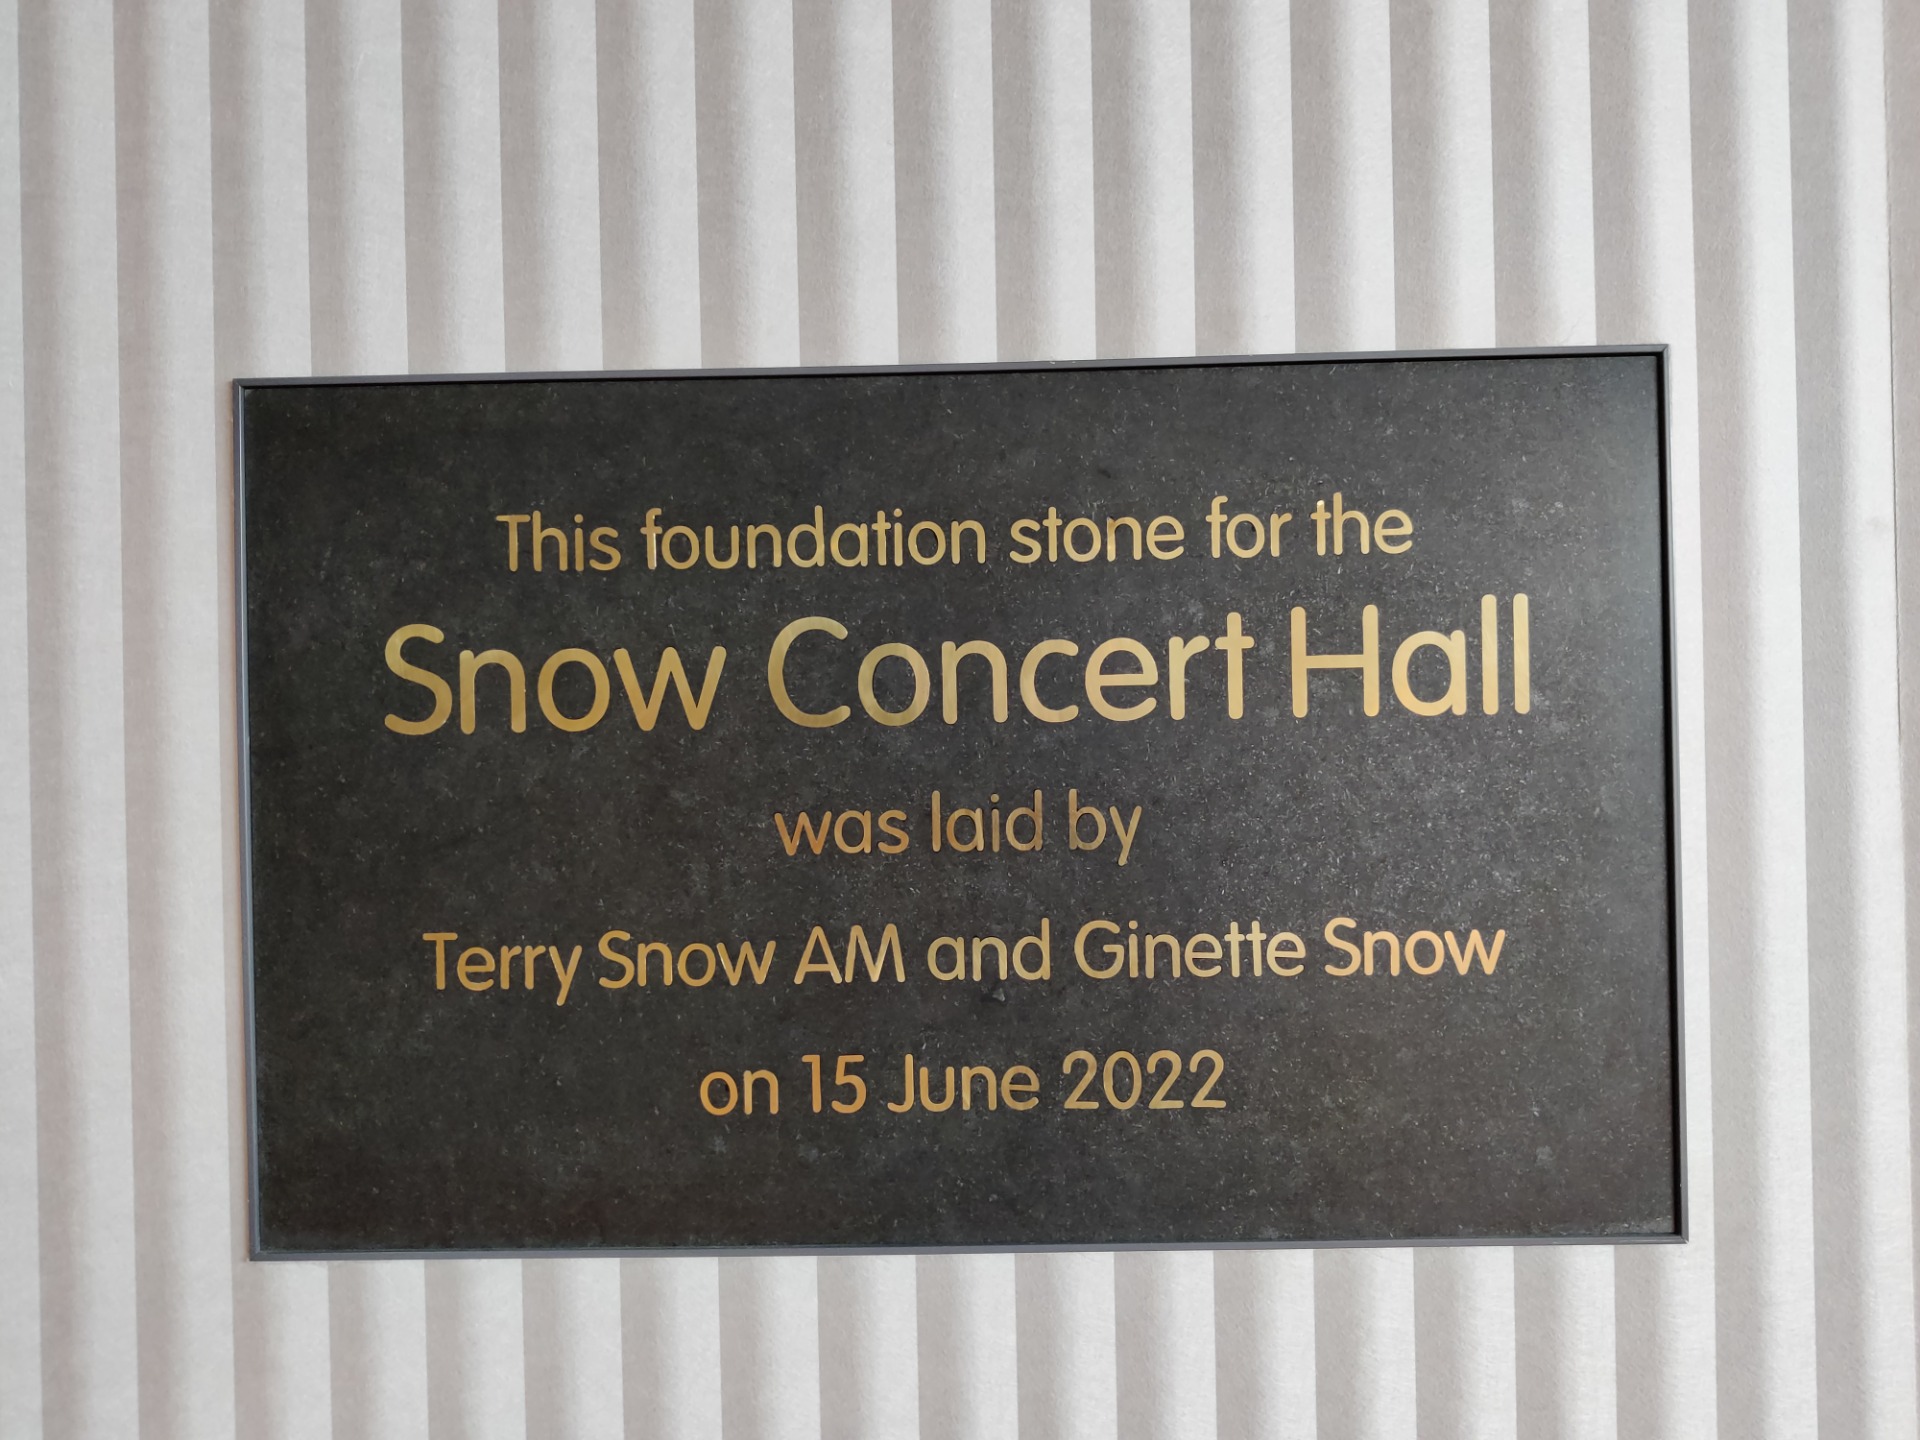 This foundation stone for the
Snow Concert Hall
was laid by
Terry Snow AM and Ginette Snow
on 15 June 2022